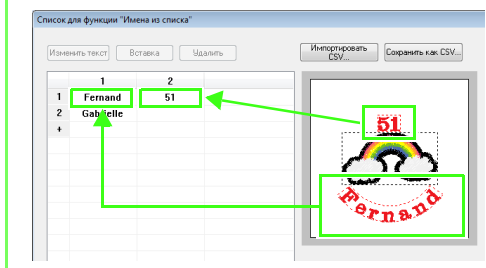 Список для функции "Имена из списка"
Изменить текст Вставка Удалить Импортировать CSV... Сохранить как CSV...
1 2
1 Fernand 51
2 Gabrielle
+
51
Fernand